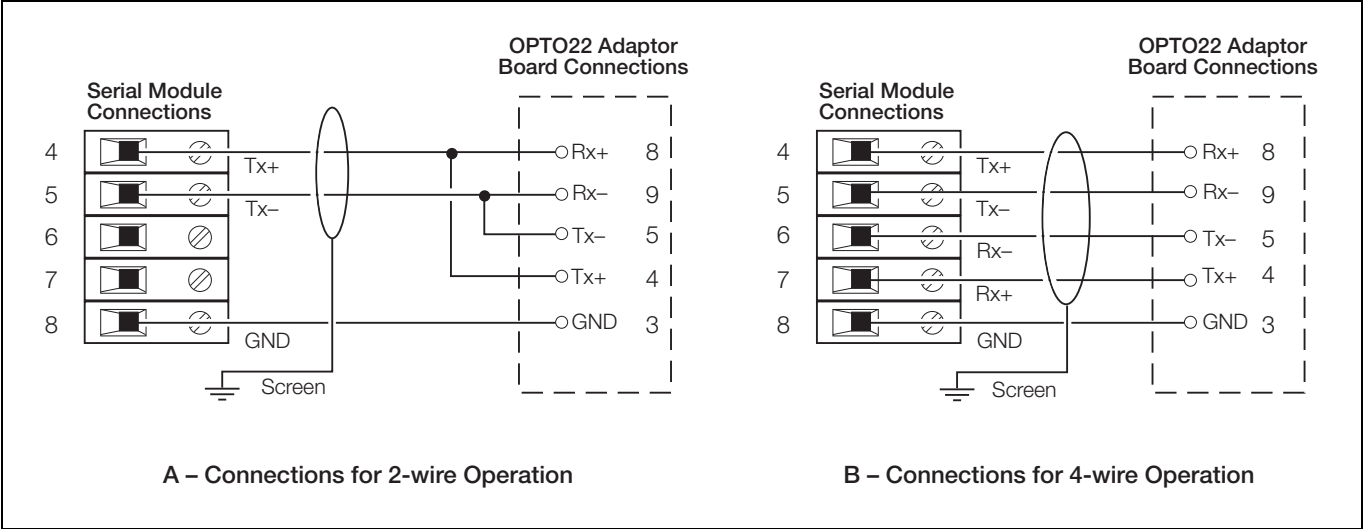 OPTO22 Adaptor
Board Connections
Serial Module
Connections
4 Tx+ Rx+ 8
5 Tx– Rx– 9
6 Tx– 5
7 Tx+ 4
8 GND GND 3
Screen
A – Connections for 2-wire Operation
OPTO22 Adaptor
Board Connections
Serial Module
Connections
4 Tx+ Rx+ 8
5 Tx– Rx– 9
6 Rx– Tx– 5
7 Rx+ Tx+ 4
8 GND GND 3
Screen
B – Connections for 4-wire Operation